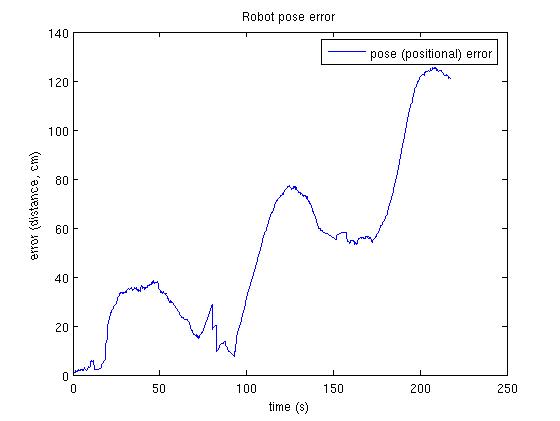 Robot pose error
pose (positional) error
140
120
100
80
60
40
20
0
error (distance, cm)
0 50 100 150 200 250
time (s)